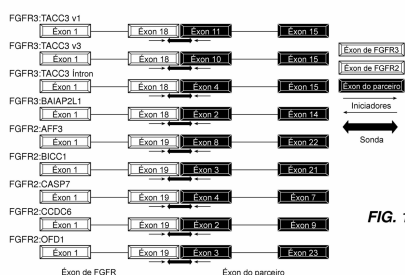 FGFR3:TACC3 v1
Éxon 1 Éxon 18 Éxon 11 Éxon 15
FGFR3:TACC3 v3
Éxon 1 Éxon 18 Éxon 10 Éxon 15
FGFR3:TACC3 Íntron
Éxon 1 Éxon 18 Éxon 4 Éxon 15
FGFR3:BAIAP2L1
Éxon 1 Éxon 18 Éxon 2 Éxon 14
FGFR2:AFF3
Éxon 1 Éxon 19 Éxon 8 Éxon 22
FGFR2:BICC1
Éxon 1 Éxon 19 Éxon 3 Éxon 21
FGFR2:CASP7
Éxon 1 Éxon 19 Éxon 4 Éxon 7
FGFR2:CCDC6
Éxon 1 Éxon 19 Éxon 2 Éxon 9
FGFR2:OFD1
Éxon 1 Éxon 19 Éxon 3 Éxon 23
Éxon de FGFR Éxon do parceiro
Éxon de FGFR3
Éxon de FGFR2
Éxon do parceiro
Iniciadores
Sonda
FIG. 1